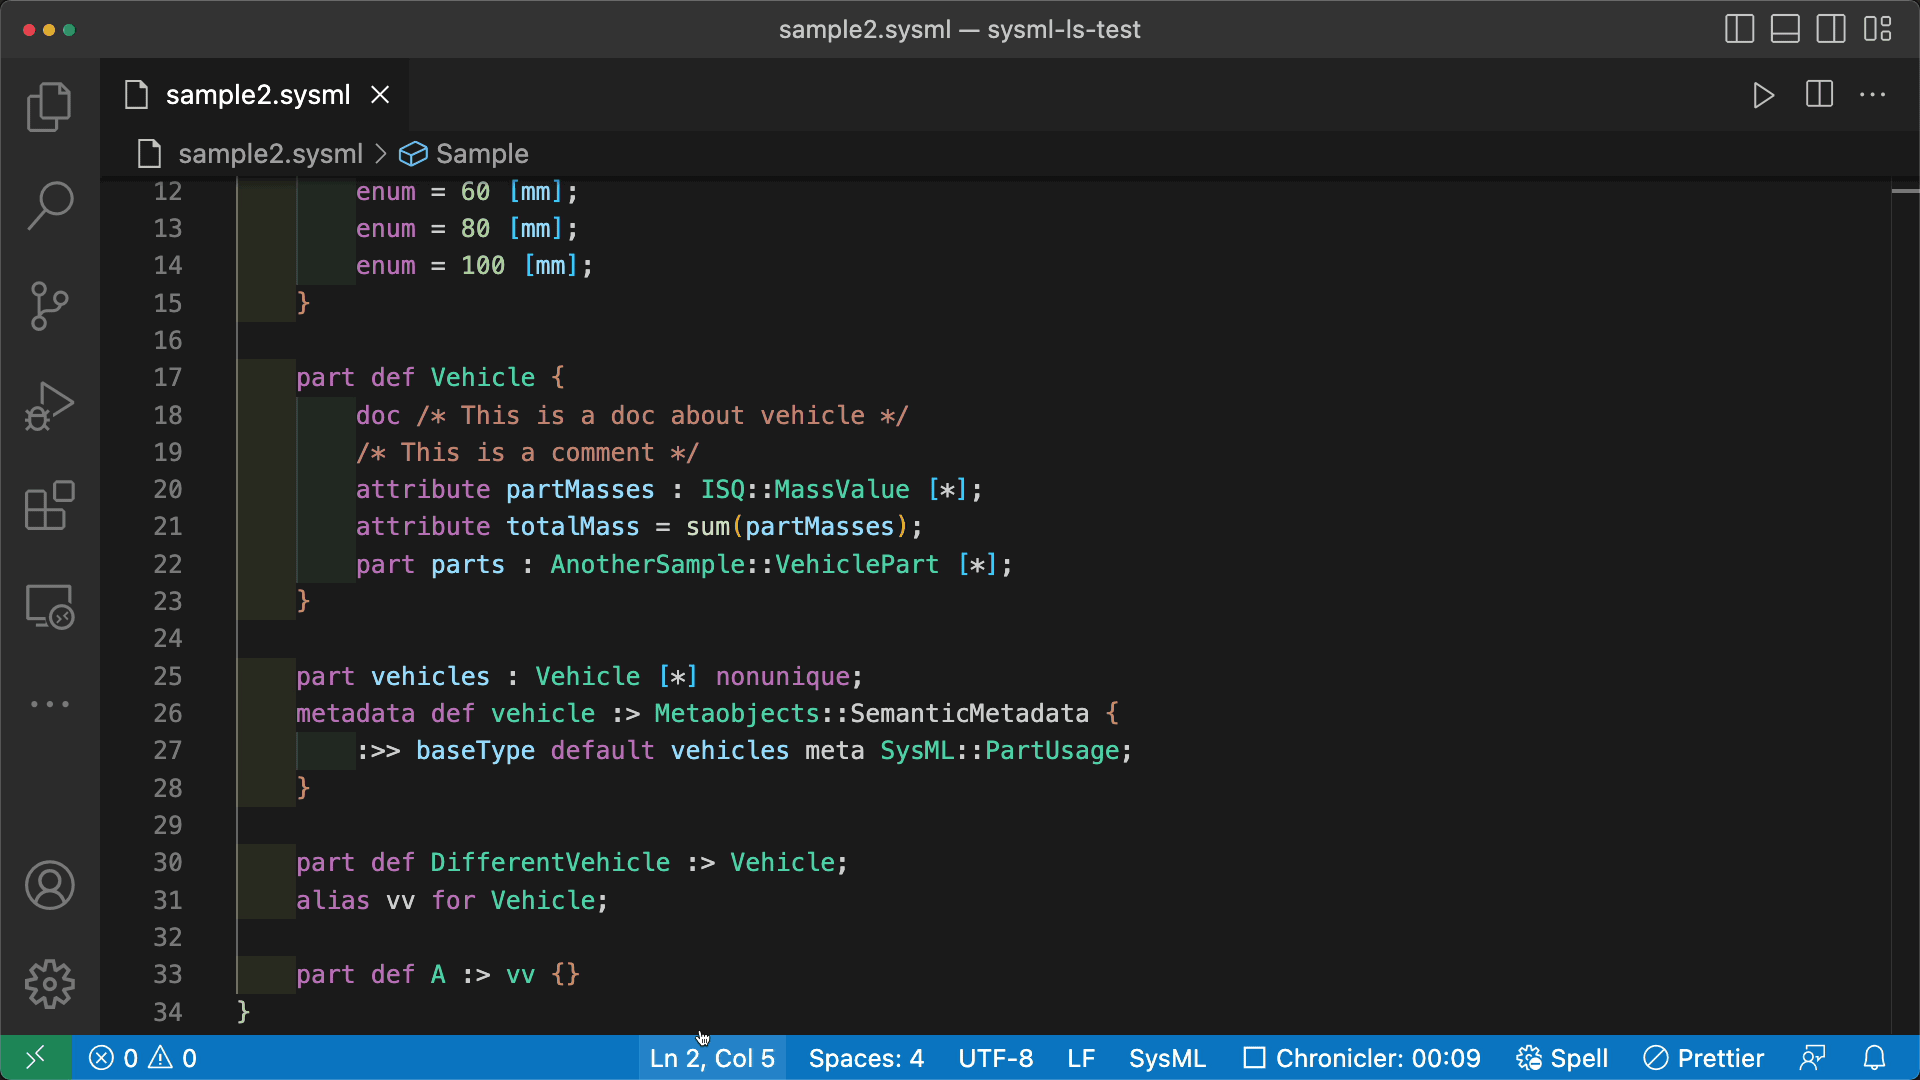 sample2.sysml — sysml-ls-test
sample2.sysml
sample2.sysml > Sample
12 enum = 60 [mm];
13 enum = 80 [mm];
14 enum = 100 [mm];
15 }
16
17 part def Vehicle {
18 doc /* This is a doc about vehicle */
19 /* This is a comment */
20 attribute partMasses : ISQ::MassValue [*];
21 attribute totalMass = sum(partMasses);
22 part parts : AnotherSample::VehiclePart [*];
23 }
24
25 part vehicles : Vehicle [*] nonunique;
26 metadata def vehicle :> Metaobjects::SemanticMetadata {
27 :>> baseType default vehicles meta SysML::PartUsage;
28 }
29
30 part def DifferentVehicle :> Vehicle;
31 alias vv for Vehicle;
32
33 part def A :> vv {}
34 }
0 0 Ln 2, Col 5 Spaces: 4 UTF-8 LF SysML Chronicler: 00:09 Spell Prettier